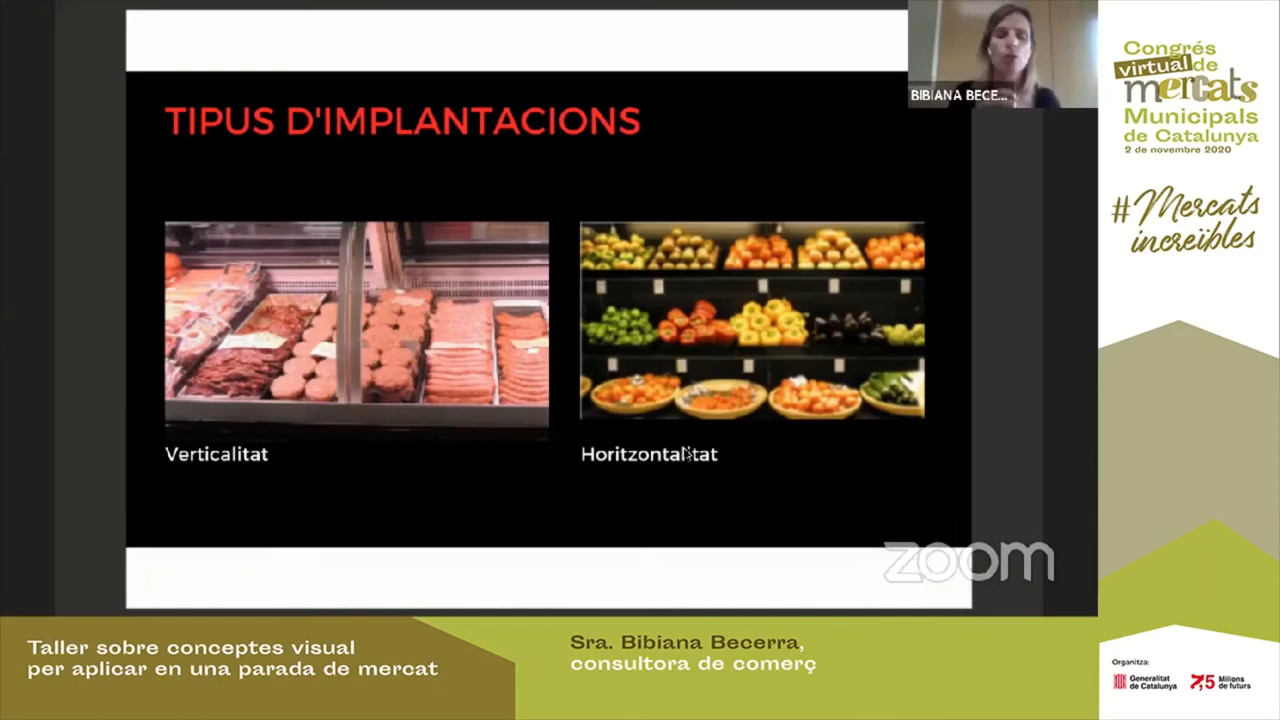 TIPUS D'IMPLANTACIONS
Verticalitat
Horitzontalitat
BIBIANA BECE...
zoom
Congrés
virtual de
mercats
Municipals
de Catalunya
2 de novembre 2020
#Mercats
increïbles
Taller sobre conceptes visual
per aplicar en una parada de mercat
Sra. Bibiana Becerra,
consultora de comerç
Organitza:
Generalitat
de Catalunya
7,5 Milions
de futurs